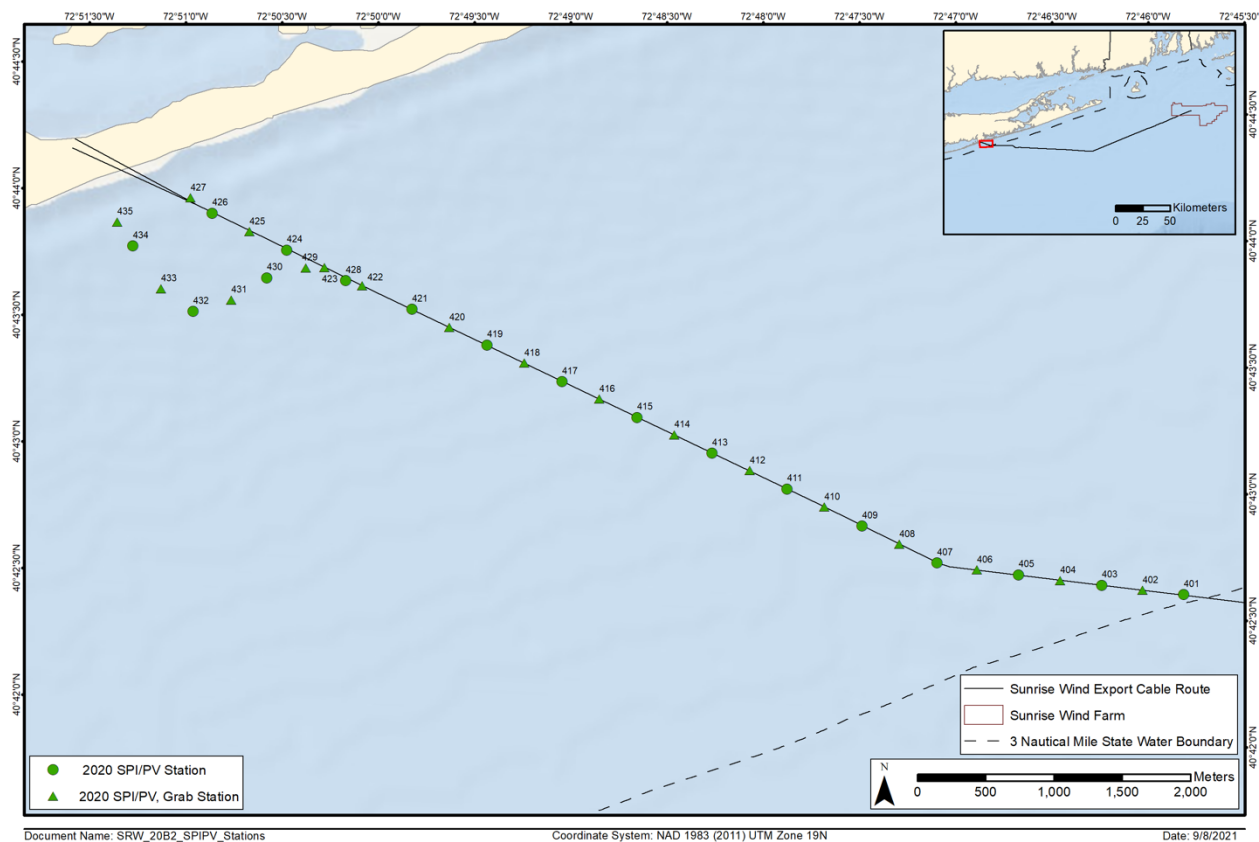 72°51'30"W 72°51'0"W 72°50'30"W 72°50'0"W 72°49'30"W 72°49'0"W 72°48'30"W 72°48'0"W 72°47'30"W 72°47'0"W 72°46'30"W 72°46'0"W 72°45'30"W
40°44'30"N
40°44'0"N
40°43'30"N
40°43'0"N
40°42'30"N
40°42'0"N
40°44'30"N
40°44'0"N
40°43'30"N
40°43'0"N
40°42'30"N
40°42'0"N
Kilometers
0 25 50
427
426
435
425
434
424
429
430
428
433
423
422
431
432
421
420
419
418
417
416
415
414
413
412
411
410
409
408
407
406
405
404
403
402
401
Sunrise Wind Export Cable Route
Sunrise Wind Farm
3 Nautical Mile State Water Boundary
2020 SPI/PV Station
2020 SPI/PV, Grab Station
N
Meters
0 500 1,000 1,500 2,000
Document Name: SRW_20B2_SPIPV_Stations
Coordinate System: NAD 1983 (2011) UTM Zone 19N
Date: 9/8/2021